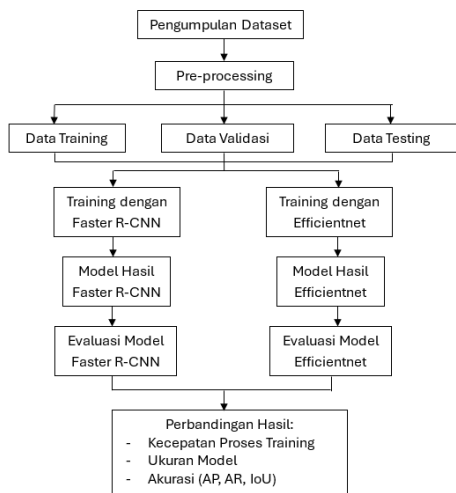 Pengumpulan Dataset
Pre-processing
Data Training
Data Validasi
Data Testing
Training dengan
Faster R-CNN
Training dengan
Efficientnet
Model Hasil
Faster R-CNN
Model Hasil
Efficientnet
Evaluasi Model
Faster R-CNN
Evaluasi Model
Efficientnet
Perbandingan Hasil:
- Kecepatan Proses Training
- Ukuran Model
- Akurasi (AP, AR, IoU)